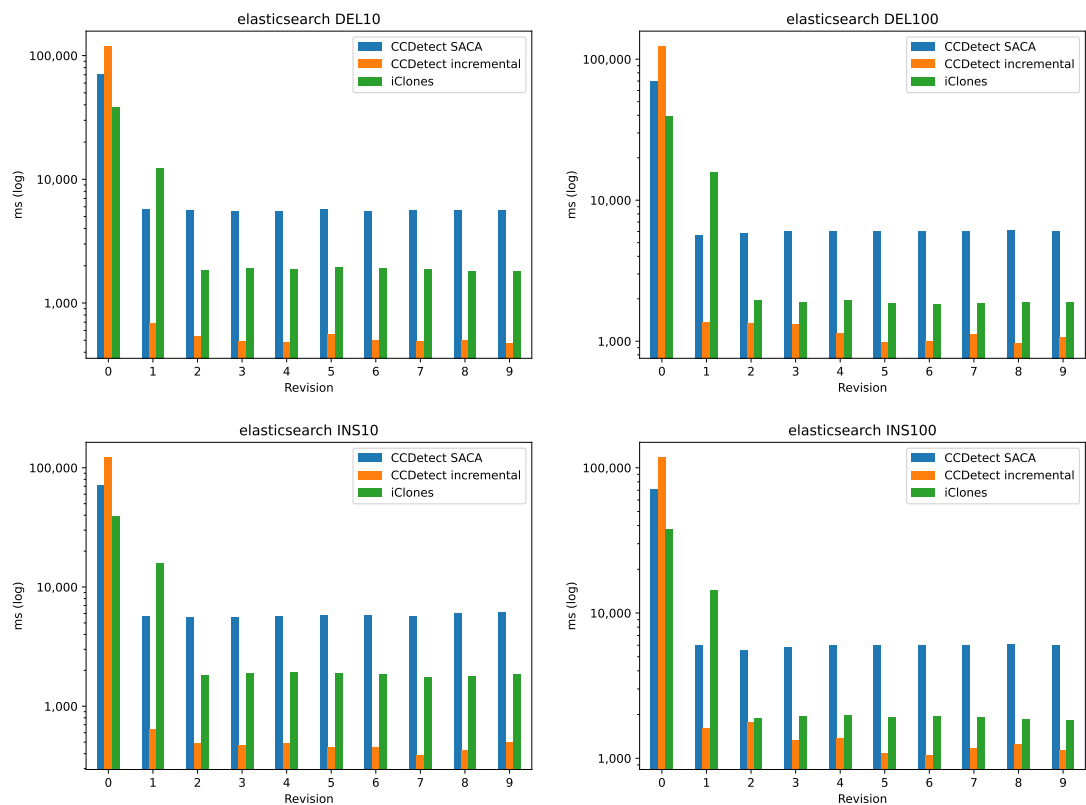 elasticsearch DEL10
100,000
10,000
1,000
ms (log)
CCDetect SACA
CCDetect incremental
iClones
0 1 2 3 4 5 6 7 8 9
Revision
elasticsearch DEL100
100,000
10,000
1,000
ms (log)
CCDetect SACA
CCDetect incremental
iClones
0 1 2 3 4 5 6 7 8 9
Revision
elasticsearch INS10
100,000
10,000
1,000
ms (log)
CCDetect SACA
CCDetect incremental
iClones
0 1 2 3 4 5 6 7 8 9
Revision
elasticsearch INS100
100,000
10,000
1,000
ms (log)
CCDetect SACA
CCDetect incremental
iClones
0 1 2 3 4 5 6 7 8 9
Revision